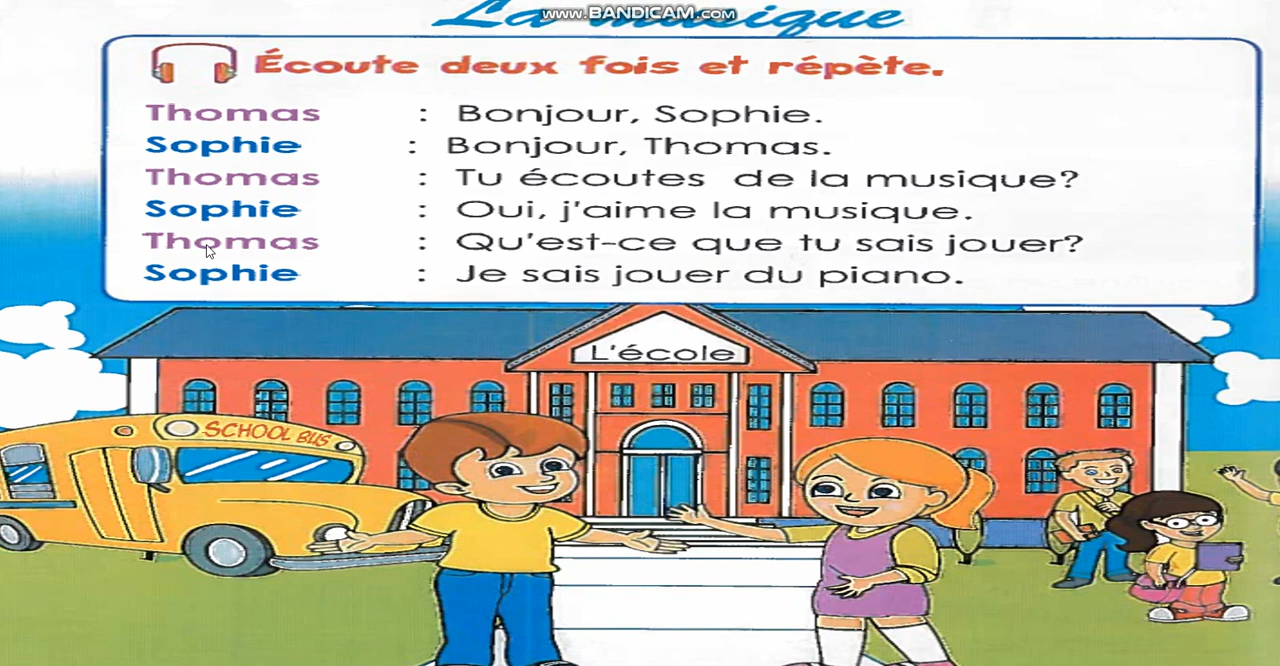 La musique
www.BANDICAM.com
Écoute deux fois et répète.
Thomas : Bonjour, Sophie.
Sophie : Bonjour, Thomas.
Thomas : Tu écoutes de la musique?
Sophie : Oui, j'aime la musique.
Thomas : Qu'est-ce que tu sais jouer?
Sophie : Je sais jouer du piano.
L'école
SCHOOL BUS